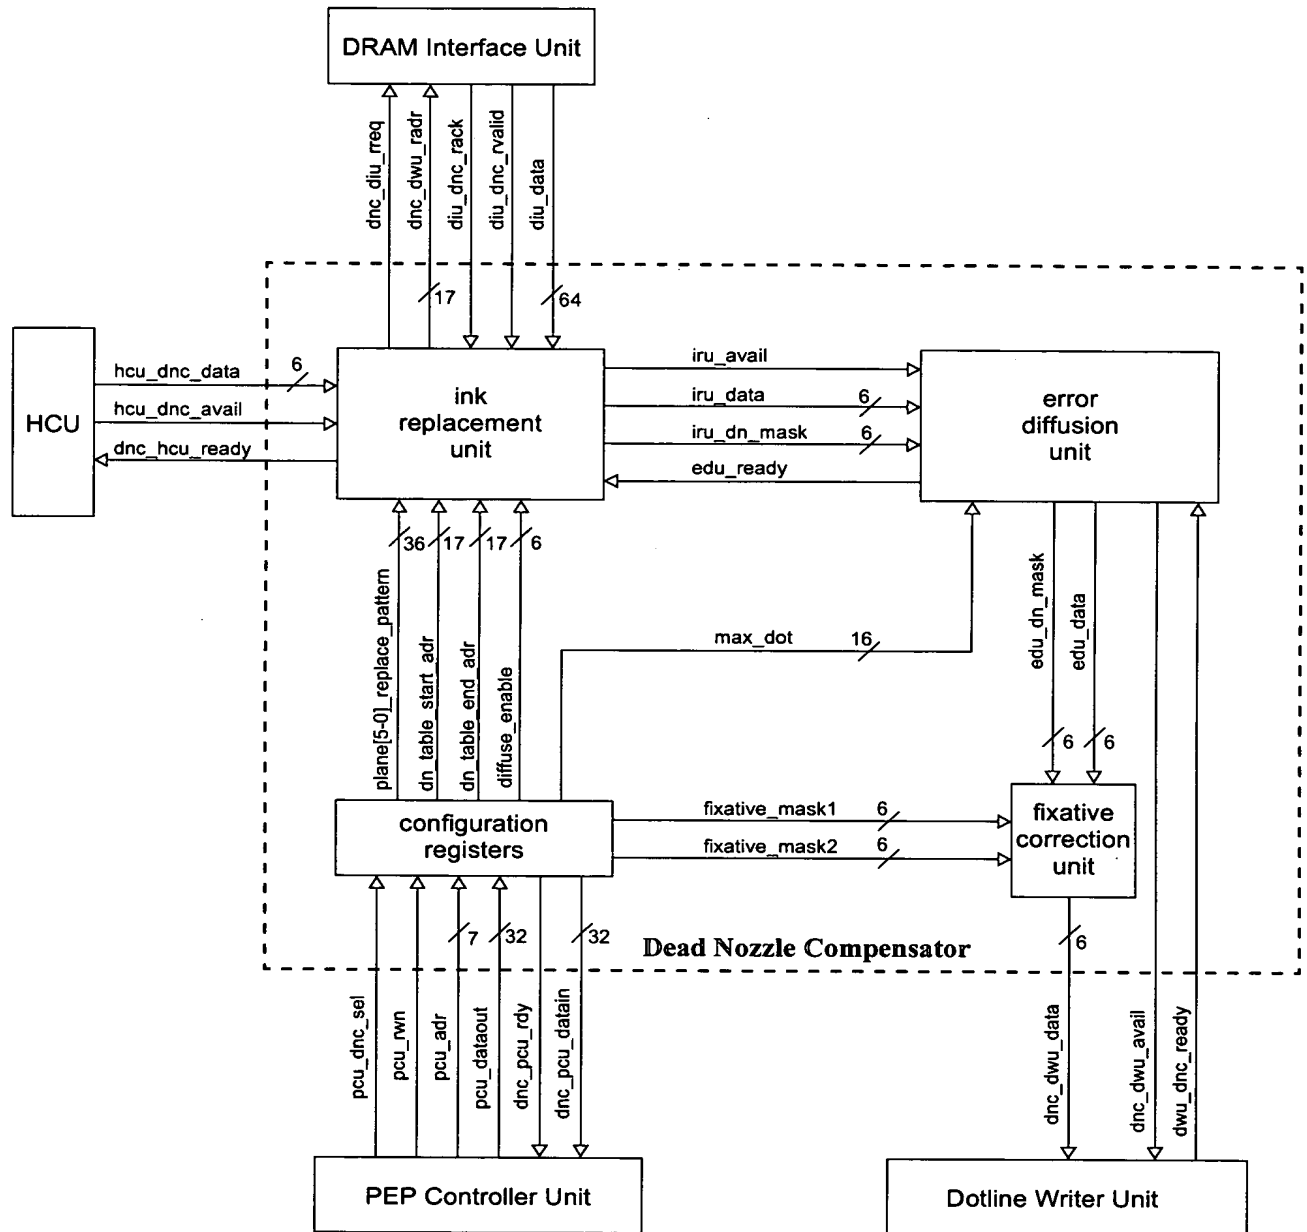 DRAM Interface Unit
dnc_diu_rreq
dnc_dwu_radr
diu_dnc_rack
diu_dnc_rvalid
diu_data
17
64
HCU
hcu_dnc_data
6
hcu_dnc_avail
dnc_hcu_ready
ink
replacement
unit
iru_avail
iru_data
6
iru_dn_mask
6
edu_ready
error
diffusion
unit
36
17
17
6
plane[5-0]_replace_pattern
dn_table_start_adr
dn_table_end_adr
diffuse_enable
max_dot
16
edu_dn_mask
edu_data
6
6
configuration
registers
fixative_mask1
6
fixative_mask2
6
fixative
correction
unit
7
32
32
6
Dead Nozzle Compensator
pcu_dnc_sel
pcu_rwn
pcu_adr
pcu_dataout
dnc_pcu_rdy
dnc_pcu_datain
dnc_dwu_data
dnc_dwu_avail
dwu_dnc_ready
PEP Controller Unit
Dotline Writer Unit